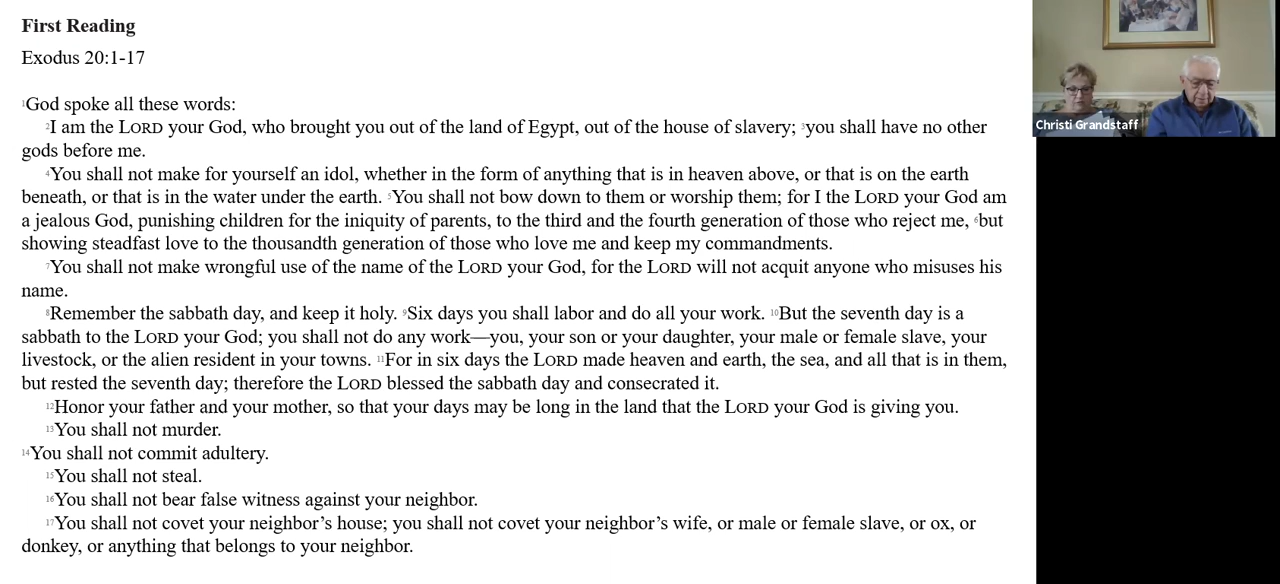 First Reading
Exodus 20:1-17
1God spoke all these words:
2I am the LORD your God, who brought you out of the land of Egypt, out of the house of slavery; 3you shall have no other
gods before me.
4You shall not make for yourself an idol, whether in the form of anything that is in heaven above, or that is on the earth
beneath, or that is in the water under the earth. 5You shall not bow down to them or worship them; for I the LORD your God am
a jealous God, punishing children for the iniquity of parents, to the third and the fourth generation of those who reject me, 6but
showing steadfast love to the thousandth generation of those who love me and keep my commandments.
7You shall not make wrongful use of the name of the LORD your God, for the LORD will not acquit anyone who misuses his
name.
8Remember the sabbath day, and keep it holy. 9Six days you shall labor and do all your work. 10But the seventh day is a
sabbath to the LORD your God; you shall not do any work—you, your son or your daughter, your male or female slave, your
livestock, or the alien resident in your towns. 11For in six days the LORD made heaven and earth, the sea, and all that is in them,
but rested the seventh day; therefore the LORD blessed the sabbath day and consecrated it.
12Honor your father and your mother, so that your days may be long in the land that the LORD your God is giving you.
13You shall not murder.
14You shall not commit adultery.
15You shall not steal.
16You shall not bear false witness against your neighbor.
17You shall not covet your neighbor’s house; you shall not covet your neighbor’s wife, or male or female slave, or ox, or
donkey, or anything that belongs to your neighbor.
Christi Grandstaff